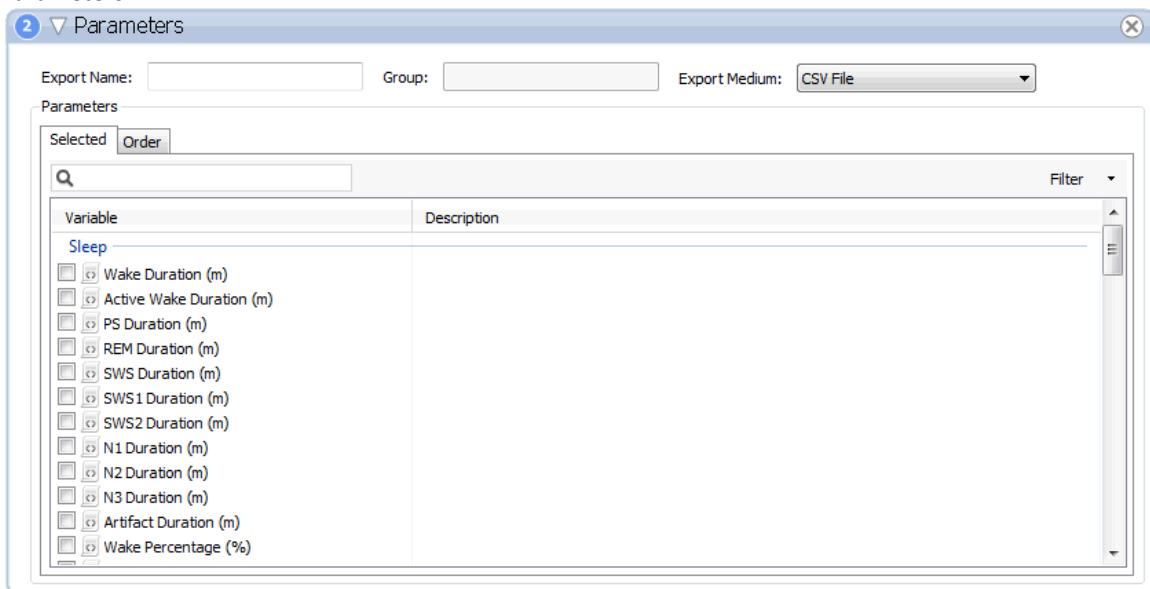 2 Parameters
Export Name: Group: Export Medium: CSV File
Parameters
Selected Order
Filter
Variable Description
Sleep
Wake Duration (m)
Active Wake Duration (m)
PS Duration (m)
REM Duration (m)
SWS Duration (m)
SWS1 Duration (m)
SWS2 Duration (m)
N1 Duration (m)
N2 Duration (m)
N3 Duration (m)
Artifact Duration (m)
Wake Percentage (%)